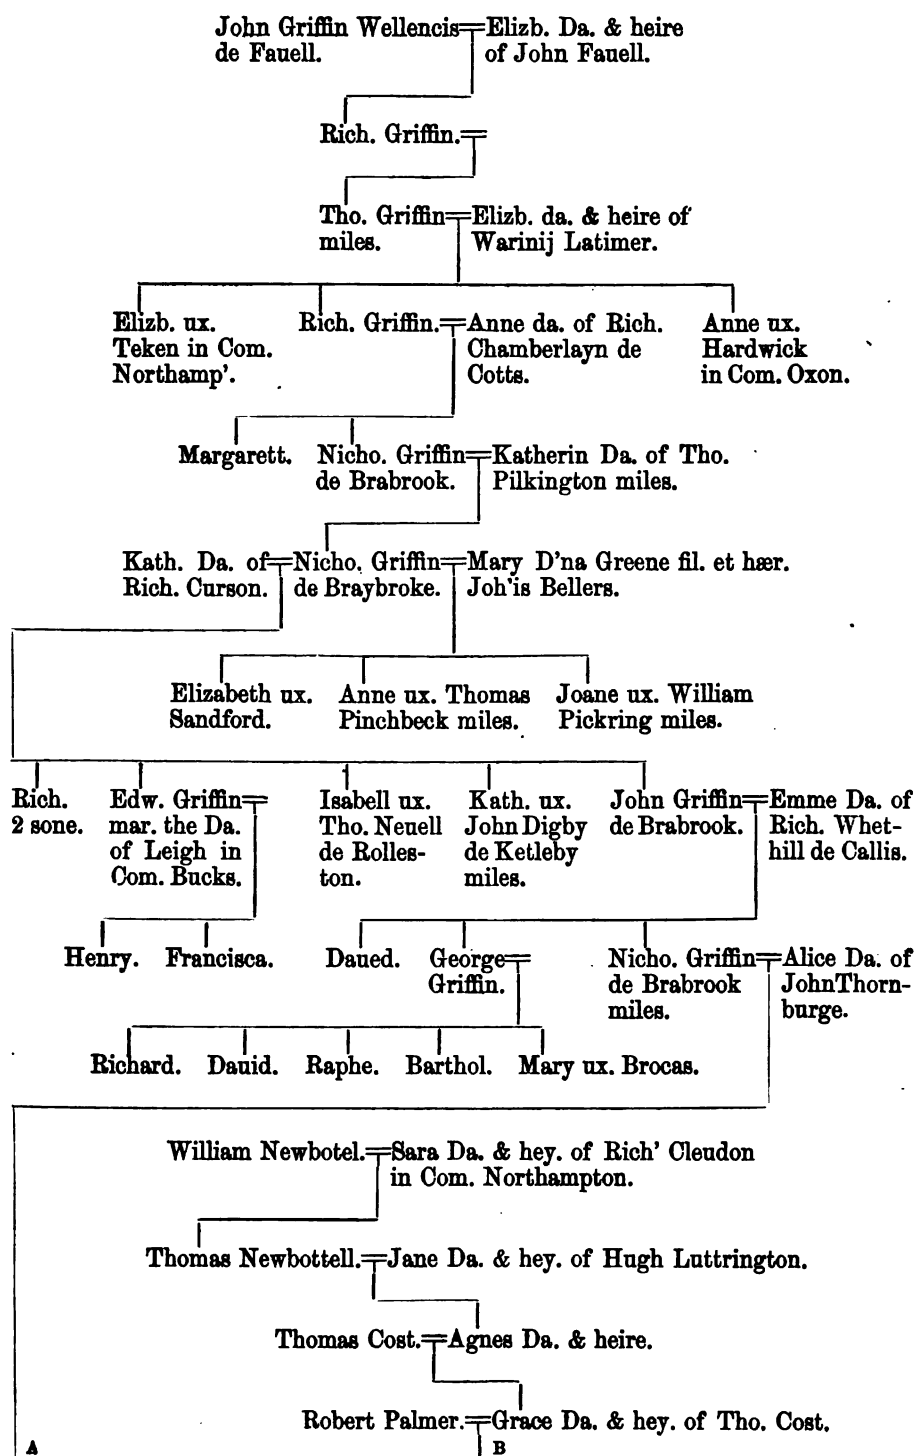 John Griffin Wellencis Elizb. Da. & heire
de Fauell. of John Fauell.
Rich. Griffin.
Tho. Griffin Elizb. da. & heire of
miles. Warinij Latimer.
Elizb. ux. Rich. Griffin. Anne da. of Rich. Anne ux.
Teken in Com. Chamberlayn de Hardwick
Northamp'. Cotts. in Com. Oxon.
Margarett. Nicho. Griffin Katherin Da. of Tho.
de Brabrook. Pilkington miles.
Kath. Da. of Nicho. Griffin Mary D'na Greene fil. et hær.
Rich. Curson. de Braybroke. Joh'is Bellers.
Elizabeth ux. Anne ux. Thomas Joane ux. William
Sandford. Pinchbeck miles. Pickring miles.
Rich. Edw. Griffin Isabell ux. Kath. ux. John Griffin Emme Da. of
2 sone. mar. the Da. Tho. Neuell John Digby de Brabrook. Rich. Whet-
of Leigh in de Rolles- de Ketleby hill de Callis.
Com. Bucks. ton. miles.
Henry. Francisca. Daued. George Nicho. Griffin Alice Da. of
Griffin. de Brabrook JohnThorn-
miles. burge.
Richard. Dauid. Raphe. Barthol. Mary ux. Brocas.
William Newbotel. Sara Da. & hey. of Rich' Cleudon
in Com. Northampton.
Thomas Newbottell. Jane Da. & hey. of Hugh Luttrington.
Thomas Cost. Agnes Da. & heire.
Robert Palmer. Grace Da. & hey. of Tho. Cost.
A B